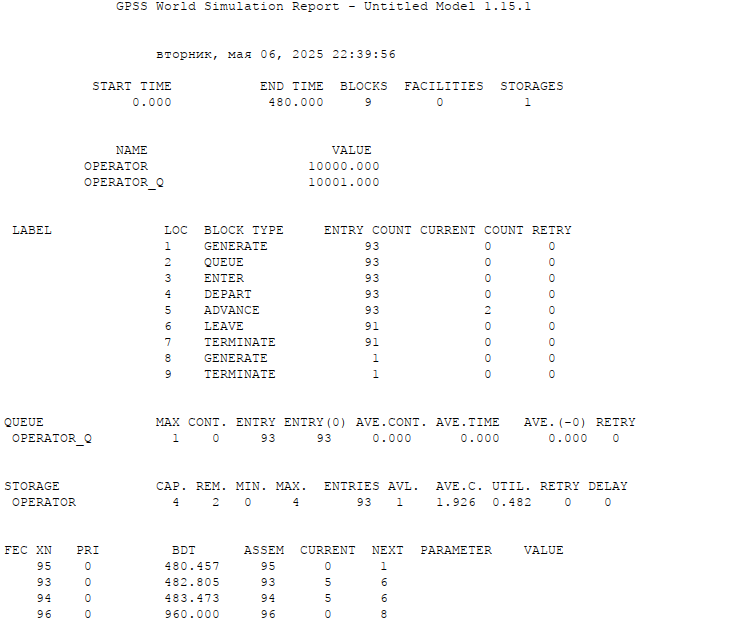 GPSS World Simulation Report - Untitled Model 1.15.1
вторник, мая 06, 2025 22:39:56
START TIME END TIME BLOCKS FACILITIES STORAGES
0.000 480.000 9 0 1
NAME VALUE
OPERATOR 10000.000
OPERATOR_Q 10001.000
LABEL LOC BLOCK TYPE ENTRY COUNT CURRENT COUNT RETRY
1 GENERATE 93 0 0
2 QUEUE 93 0 0
3 ENTER 93 0 0
4 DEPART 93 0 0
5 ADVANCE 93 2 0
6 LEAVE 91 0 0
7 TERMINATE 91 0 0
8 GENERATE 1 0 0
9 TERMINATE 1 0 0
QUEUE MAX CONT. ENTRY ENTRY(0) AVE.CONT. AVE.TIME AVE.(-0) RETRY
OPERATOR_Q 1 0 93 93 0.000 0.000 0.000 0
STORAGE CAP. REM. MIN. MAX. ENTRIES AVL. AVE.C. UTIL. RETRY DELAY
OPERATOR 4 2 0 4 93 1 1.926 0.482 0 0
FEC XN PRI BDT ASSEM CURRENT NEXT PARAMETER VALUE
95 0 480.457 95 0 1
93 0 482.805 93 5 6
94 0 483.473 94 5 6
96 0 960.000 96 0 8